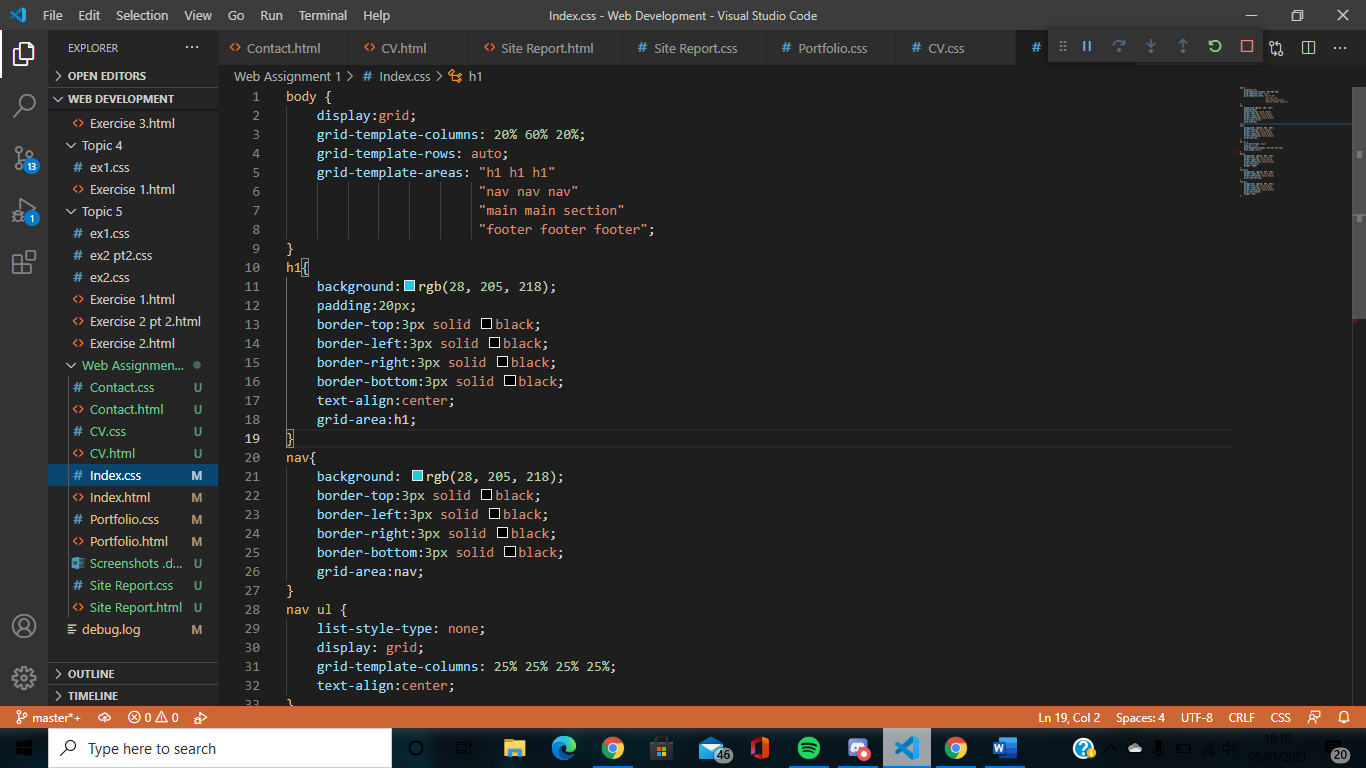 File Edit Selection View Go Run Terminal Help
Index.css - Web Development - Visual Studio Code
EXPLORER
OPEN EDITORS
WEB DEVELOPMENT
Exercise 3.html
Topic 4
ex1.css
Exercise 1.html
Topic 5
ex1.css
ex2 pt2.css
ex2.css
Exercise 1.html
Exercise 2 pt 2.html
Exercise 2.html
Web Assignmen...
Contact.css U
Contact.html U
CV.css U
CV.html U
Index.css M
Index.html M
Portfolio.css M
Portfolio.html M
Screenshots .d... U
Site Report.css U
Site Report.html U
debug.log M
OUTLINE
TIMELINE
13
1
Contact.html CV.html Site Report.html Site Report.css Portfolio.css CV.css
Web Assignment 1 > # Index.css > h1
1 body {
2 display:grid;
3 grid-template-columns: 20% 60% 20%;
4 grid-template-rows: auto;
5 grid-template-areas: "h1 h1 h1"
6 "nav nav nav"
7 "main main section"
8 "footer footer footer";
9 }
10 h1{
11 background:rgb(28, 205, 218);
12 padding:20px;
13 border-top:3px solid black;
14 border-left:3px solid black;
15 border-right:3px solid black;
16 border-bottom:3px solid black;
17 text-align:center;
18 grid-area:h1;
19 }
20 nav{
21 background: rgb(28, 205, 218);
22 border-top:3px solid black;
23 border-left:3px solid black;
24 border-right:3px solid black;
25 border-bottom:3px solid black;
26 grid-area:nav;
27 }
28 nav ul {
29 list-style-type: none;
30 display: grid;
31 grid-template-columns: 25% 25% 25% 25%;
32 text-align:center;
33 }
master*+ 0 0
Ln 19, Col 2 Spaces: 4 UTF-8 CRLF CSS
Type here to search
46
18:10
06/01/2021
20